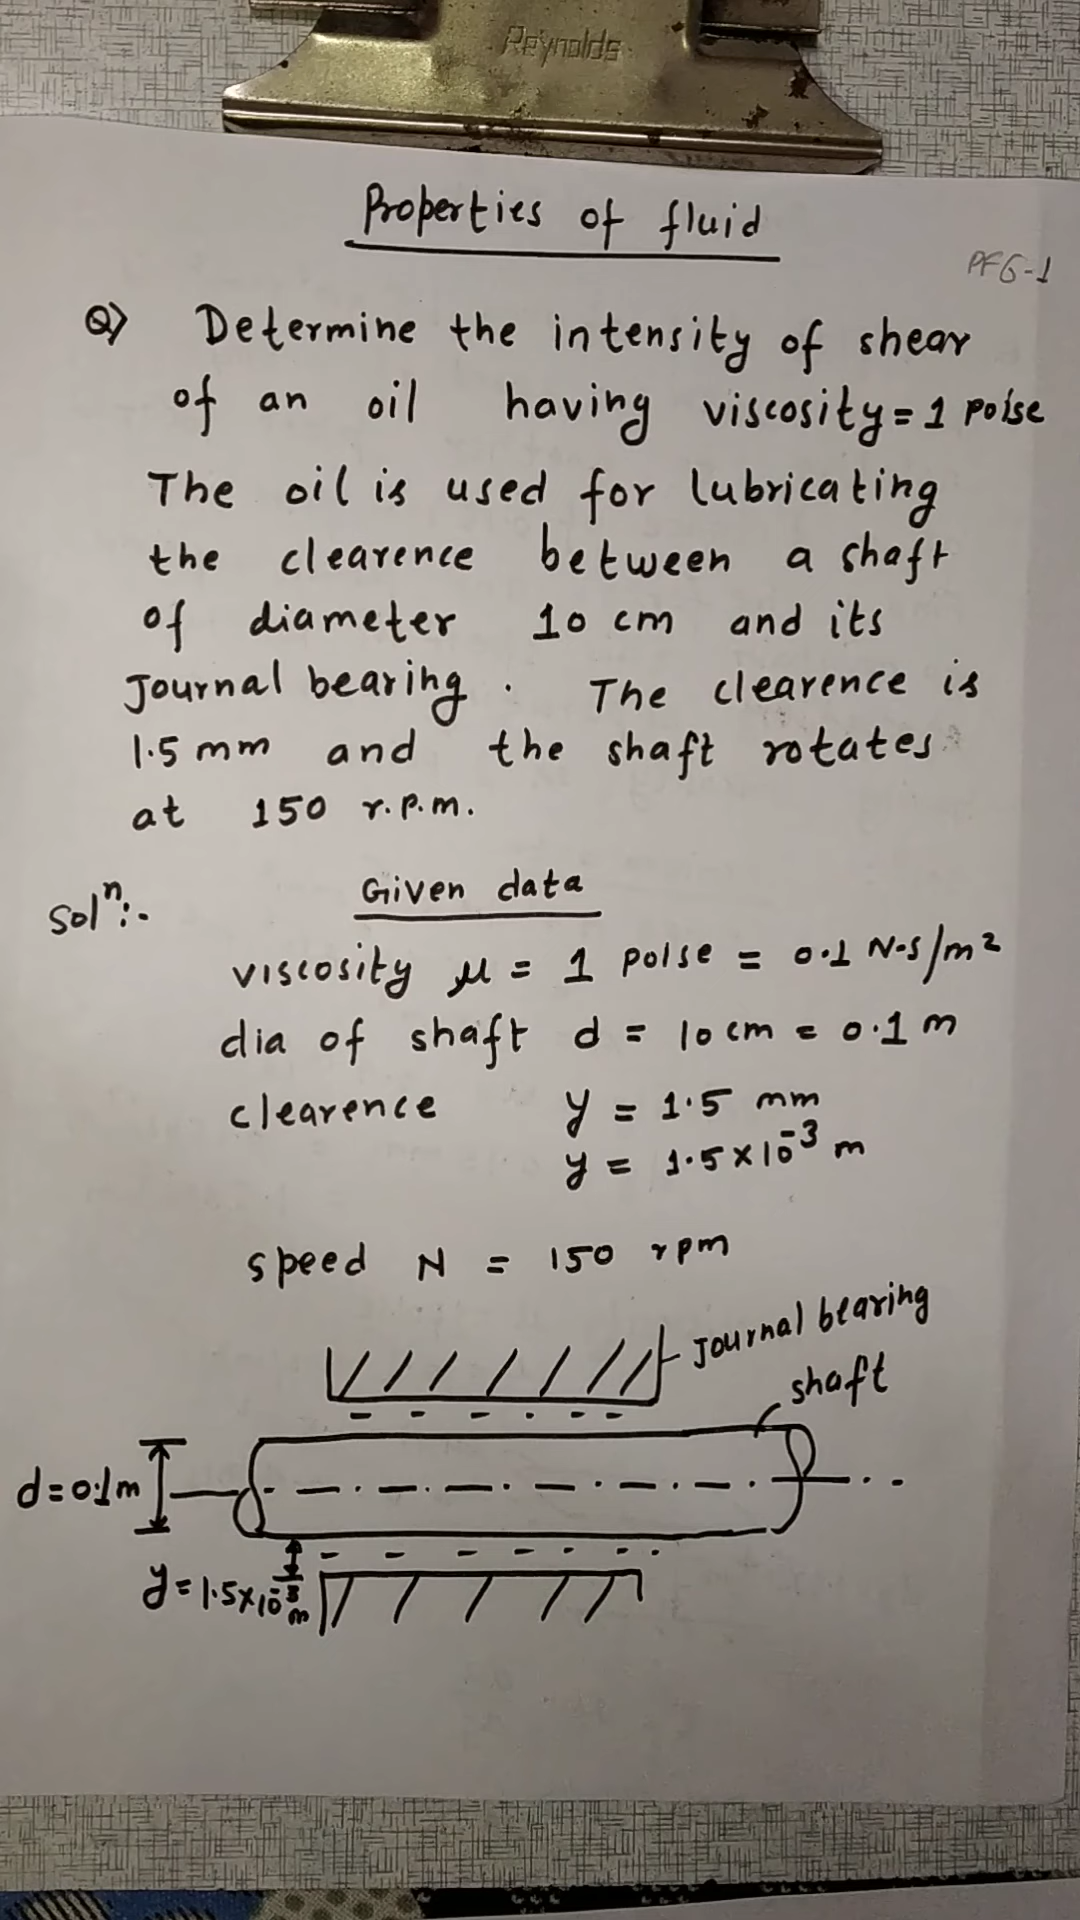 Reynolds
Properties of fluid
PFG-1
Q) Determine the intensity of shear
of an oil having viscosity = 1 poise
The oil is used for lubricating
the clearence between a shaft
of diameter 10 cm and its
Journal bearing. The clearence is
1.5 mm and the shaft rotates
at 150 r.p.m.
Solⁿ:-
Given data
viscosity μ = 1 poise = 0.1 N-s/m²
dia of shaft d = 10 cm = 0.1 m
clearence y = 1.5 mm
y = 1.5 × 10⁻³ m
speed N = 150 rpm
Journal bearing
shaft
d = 0.1m
y = 1.5×10⁻³ m